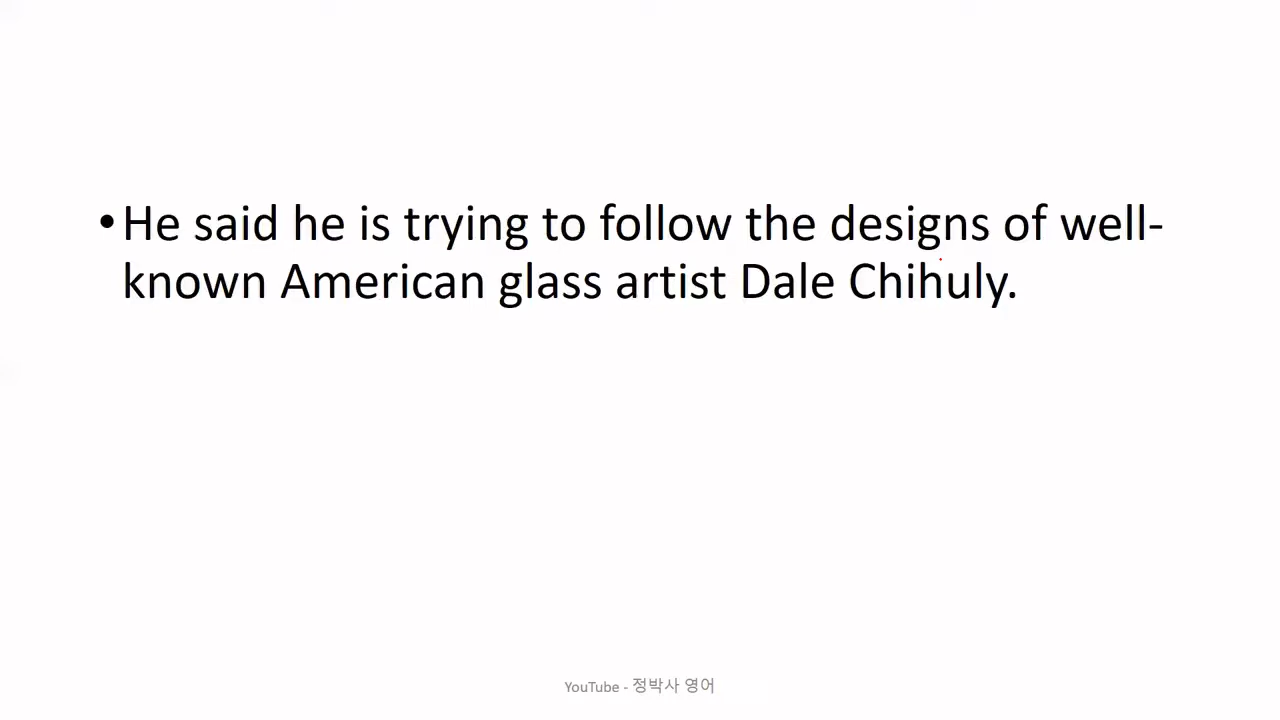 •He said he is trying to follow the designs of well-
known American glass artist Dale Chihuly.
YouTube - 정박사 영어